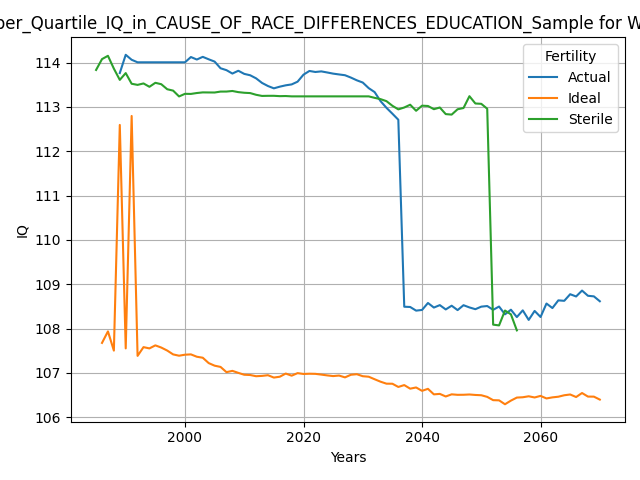 per_Quartile_IQ_in_CAUSE_OF_RACE_DIFFERENCES_EDUCATION_Sample for W
Fertility
Actual
Ideal
Sterile
IQ
114
113
112
111
110
109
108
107
106
2000
2020
2040
2060
Years